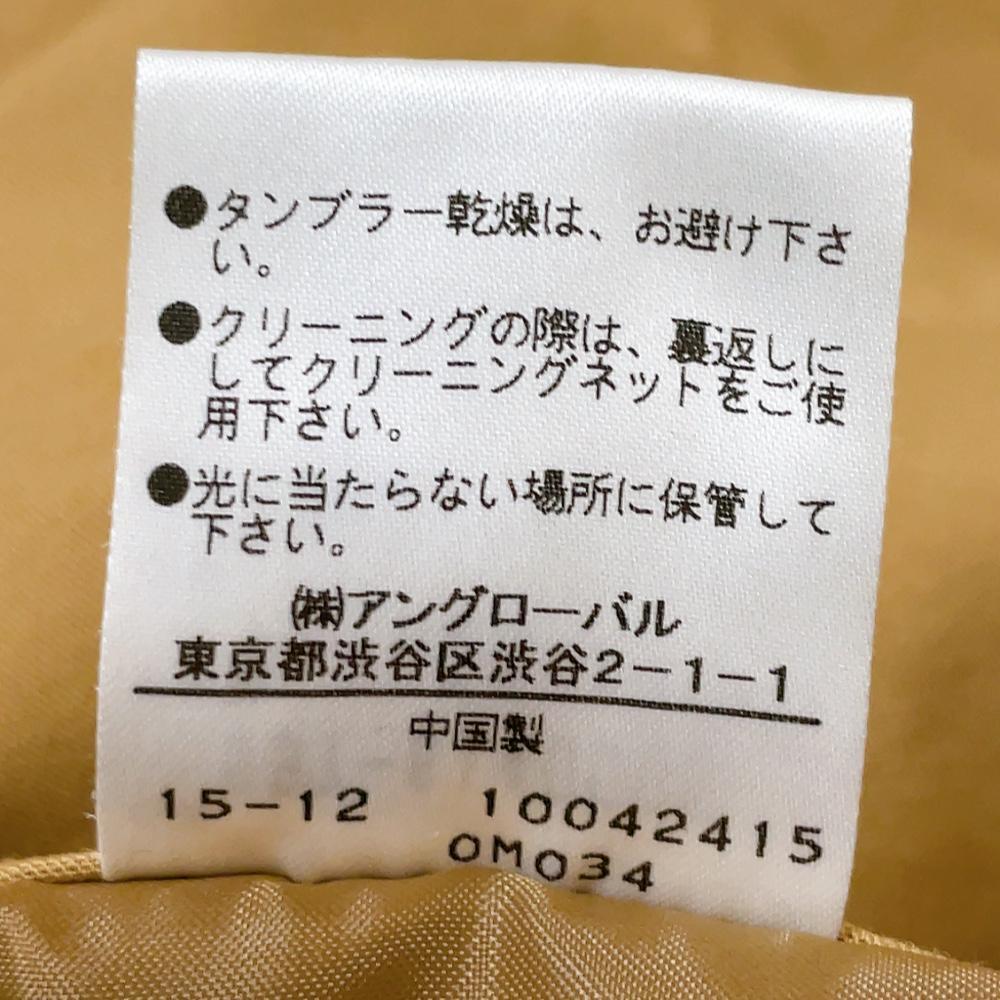 ●タンブラー乾燥は、お避け下さ
い。
●クリーニングの際は、裏返しに
してクリーニングネットをご使
用下さい。
●光に当たらない場所に保管して
下さい。
㈱アングローバル
東京都渋谷区渋谷2-1-1
中国製
15-12 10042415
OM034